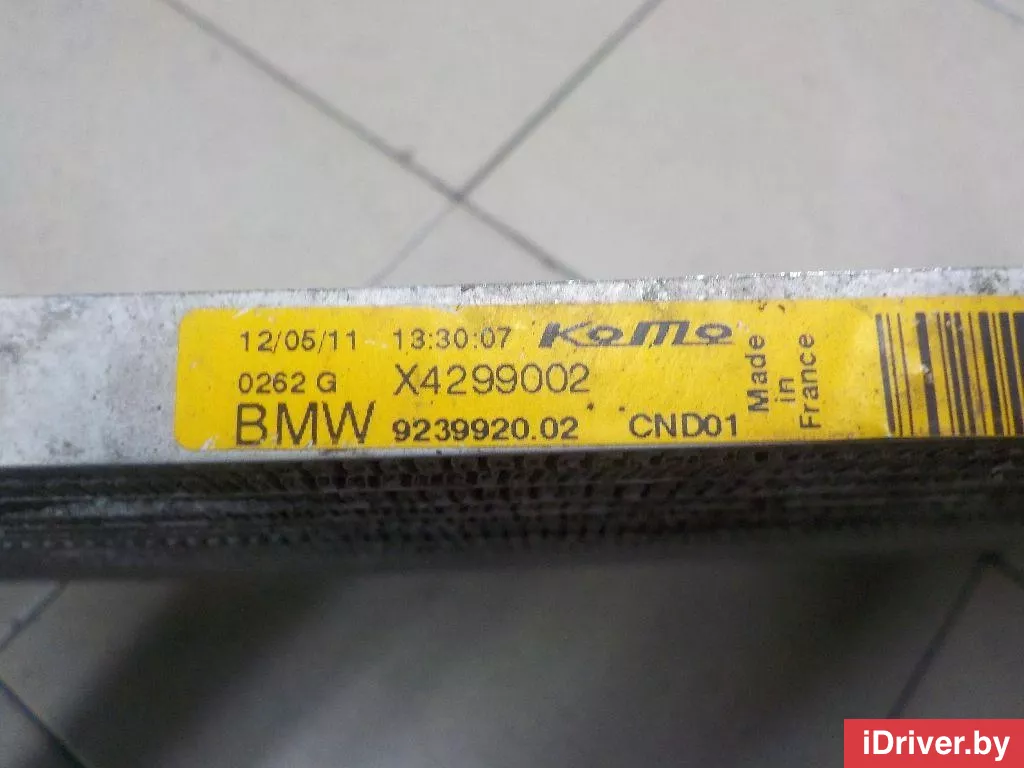 12/05/11 13:30:07 KoMo
0262 G X4299002
BMW 9239920.02 CND01
Made
in
France
iDriver.by